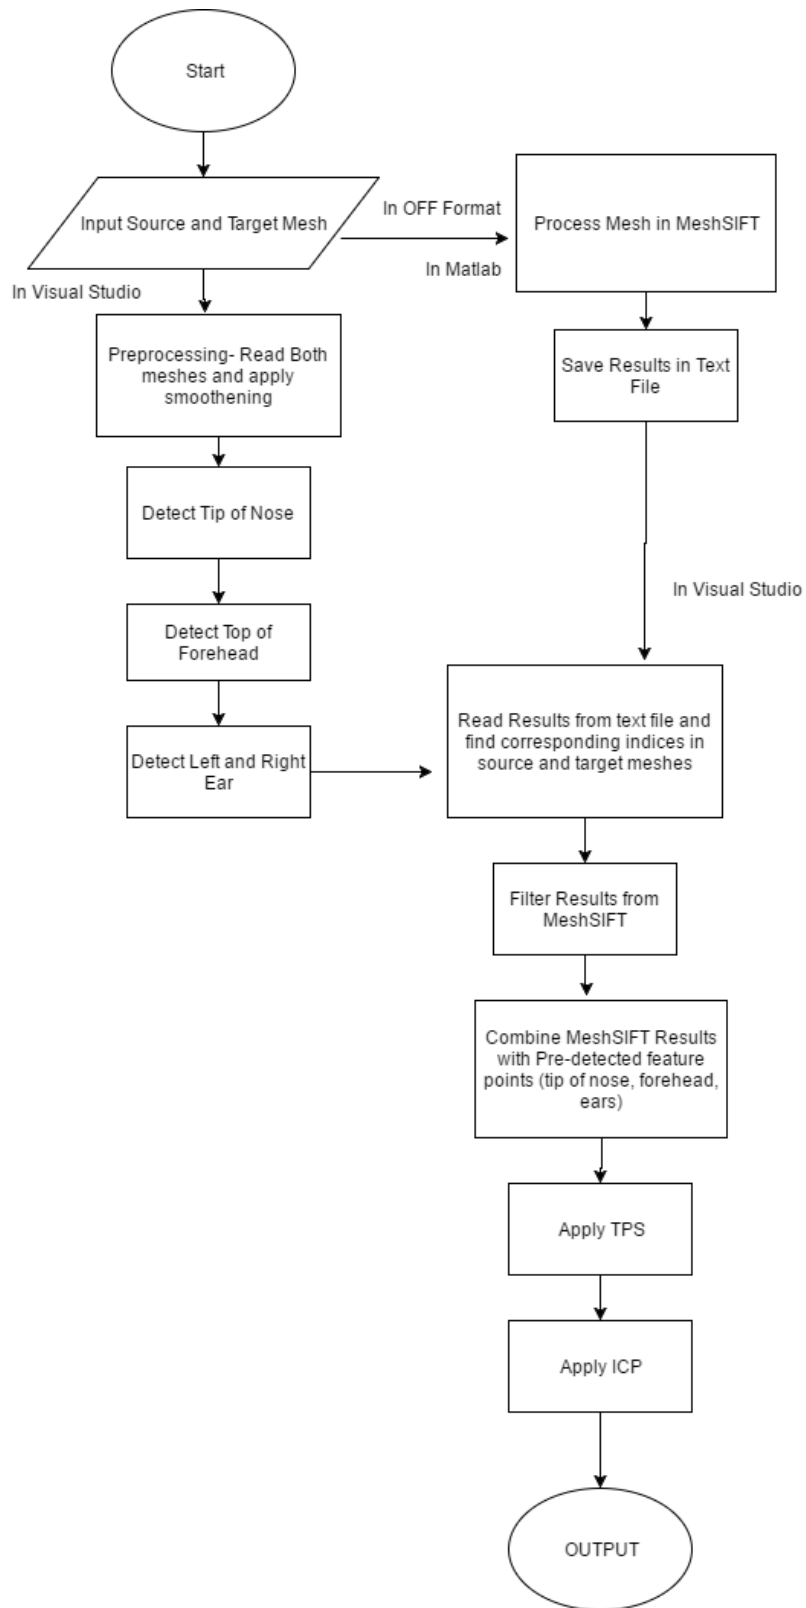 Start
Input Source and Target Mesh
In OFF Format
In Matlab
Process Mesh in MeshSIFT
In Visual Studio
Preprocessing- Read Both
meshes and apply
smoothening
Save Results in Text
File
Detect Tip of Nose
In Visual Studio
Detect Top of
Forehead
Detect Left and Right
Ear
Read Results from text file and
find corresponding indices in
source and target meshes
Filter Results from
MeshSIFT
Combine MeshSIFT Results
with Pre-detected feature
points (tip of nose, forehead,
ears)
Apply TPS
Apply ICP
OUTPUT